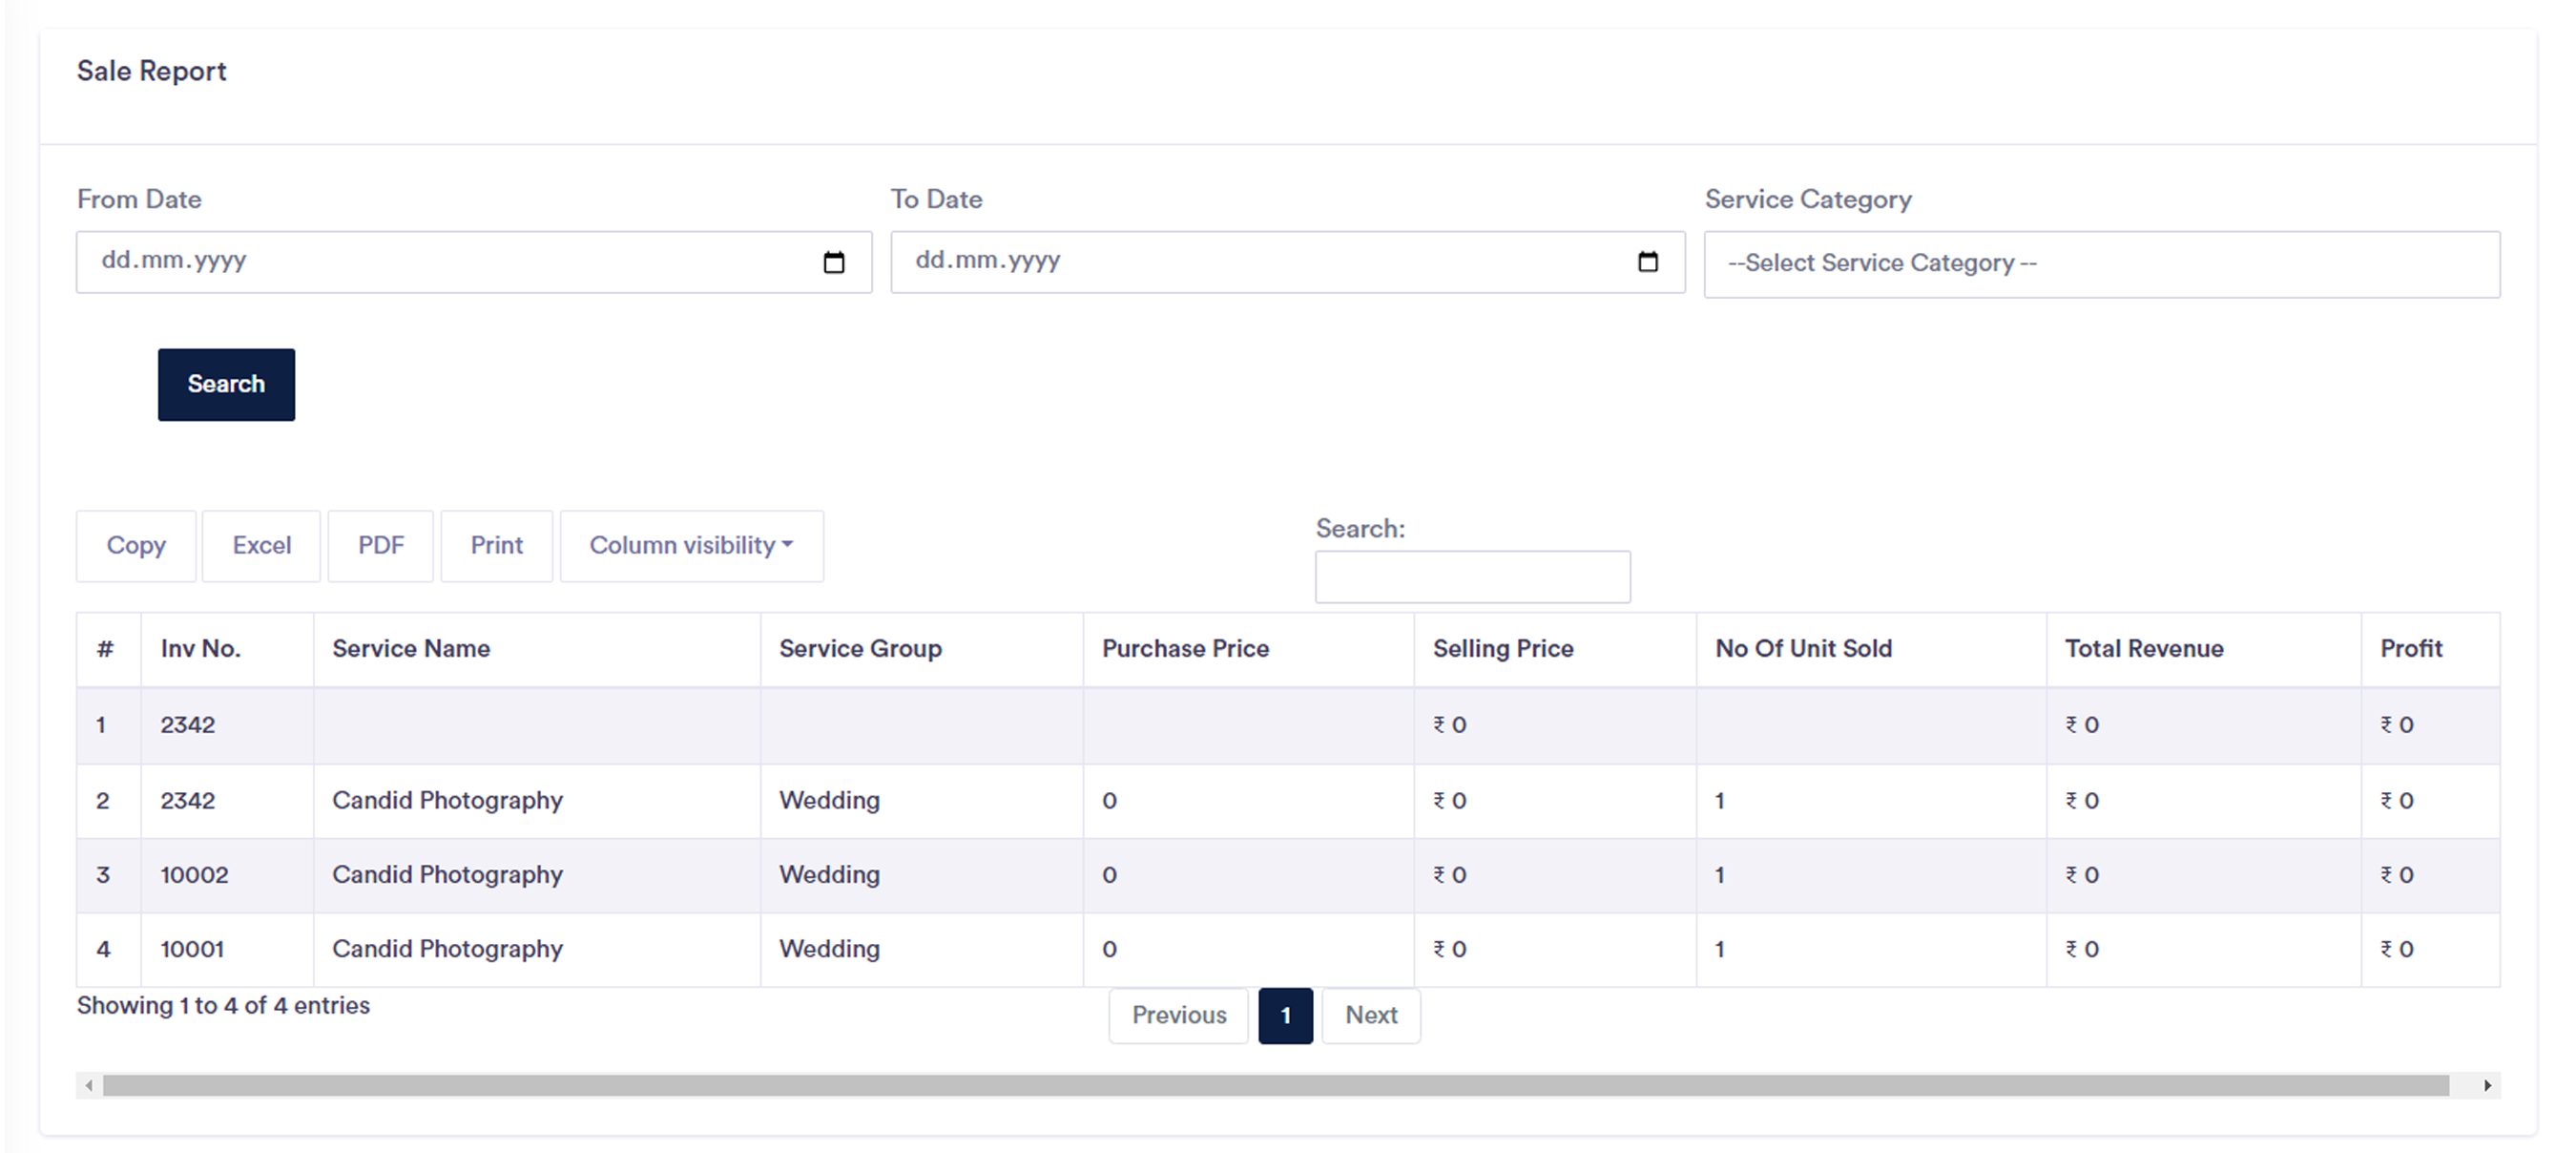 Sale Report
From Date To Date Service Category
dd.mm.yyyy dd.mm.yyyy --Select Service Category --
Search
Copy Excel PDF Print Column visibility Search:
# Inv No. Service Name Service Group Purchase Price Selling Price No Of Unit Sold Total Revenue Profit
1 2342 ₹ 0 ₹ 0 ₹ 0
2 2342 Candid Photography Wedding 0 ₹ 0 1 ₹ 0 ₹ 0
3 10002 Candid Photography Wedding 0 ₹ 0 1 ₹ 0 ₹ 0
4 10001 Candid Photography Wedding 0 ₹ 0 1 ₹ 0 ₹ 0
Showing 1 to 4 of 4 entries Previous 1 Next